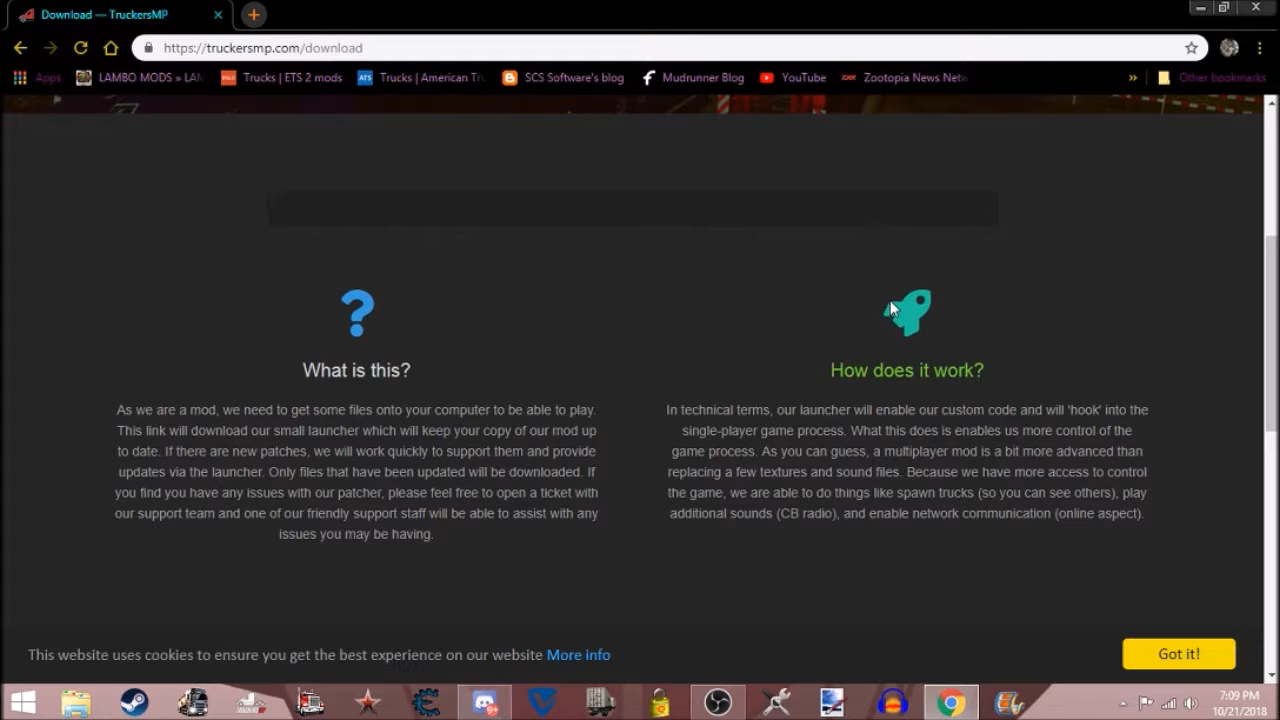 Download — TruckersMP
https://truckersmp.com/download
Apps
LAMBO MODS » LAM
Trucks | ETS 2 mods
ATS
Trucks | American Tru
SCS Software's blog
Mudrunner Blog
YouTube
Zootopia News Netw
»
Other bookmarks
What is this?
As we are a mod, we need to get some files onto your computer to be able to play.
This link will download our small launcher which will keep your copy of our mod up
to date. If there are new patches, we will work quickly to support them and provide
updates via the launcher. Only files that have been updated will be downloaded. If
you find you have any issues with our patcher, please feel free to open a ticket with
our support team and one of our friendly support staff will be able to assist with any
issues you may be having.
How does it work?
In technical terms, our launcher will enable our custom code and will 'hook' into the
single-player game process. What this does is enables us more control of the
game process. As you can guess, a multiplayer mod is a bit more advanced than
replacing a few textures and sound files. Because we have more access to control
the game, we are able to do things like spawn trucks (so you can see others), play
additional sounds (CB radio), and enable network communication (online aspect).
This website uses cookies to ensure you get the best experience on our website More info
Got it!
7:09 PM
10/21/2018